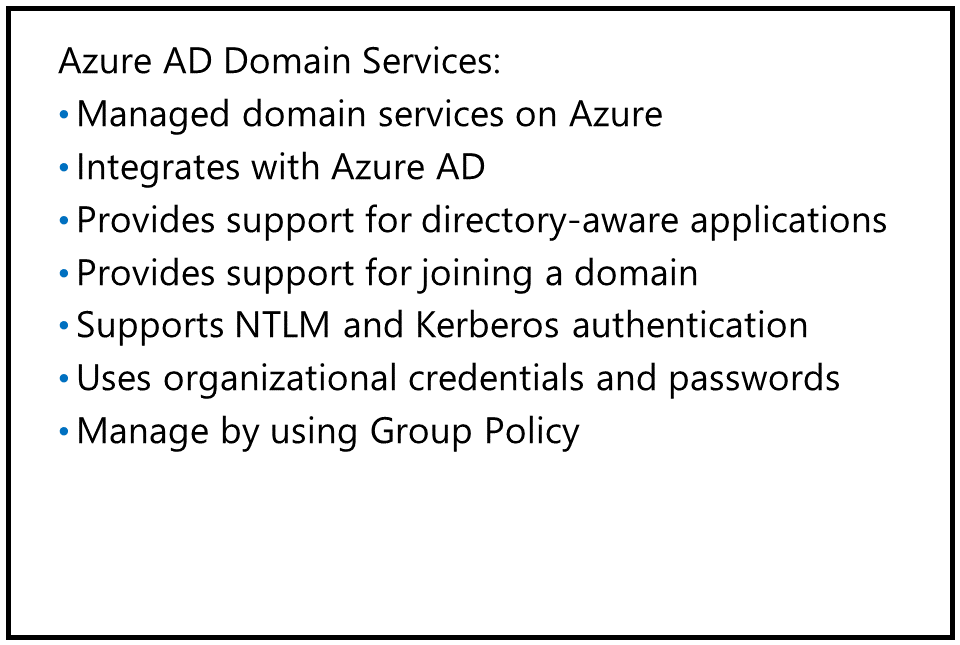 Azure AD Domain Services:
• Managed domain services on Azure
• Integrates with Azure AD
• Provides support for directory-aware applications
• Provides support for joining a domain
• Supports NTLM and Kerberos authentication
• Uses organizational credentials and passwords
• Manage by using Group Policy